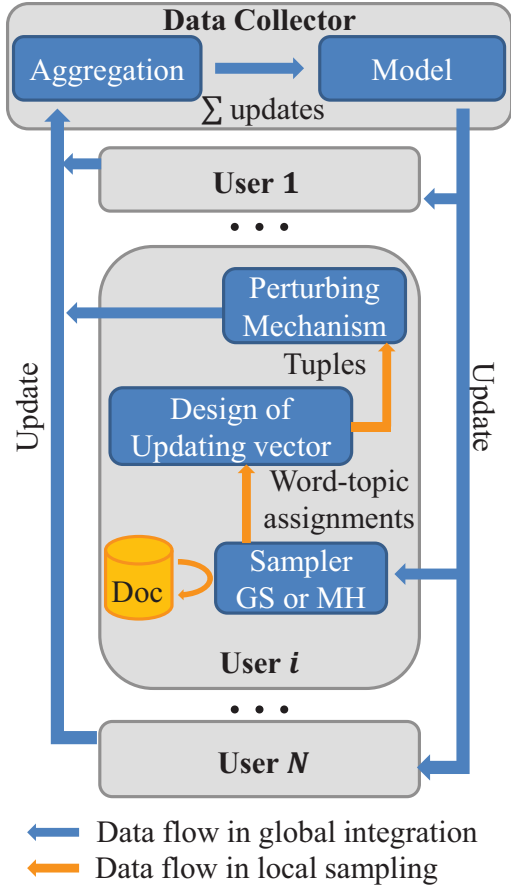 Data Collector
Aggregation
Model
∑ updates
User 1
• • •
Perturbing
Mechanism
Tuples
Design of
Updating vector
Word-topic
assignments
Sampler
GS or MH
Doc
User i
Update
Update
• • •
User N
Data flow in global integration
Data flow in local sampling